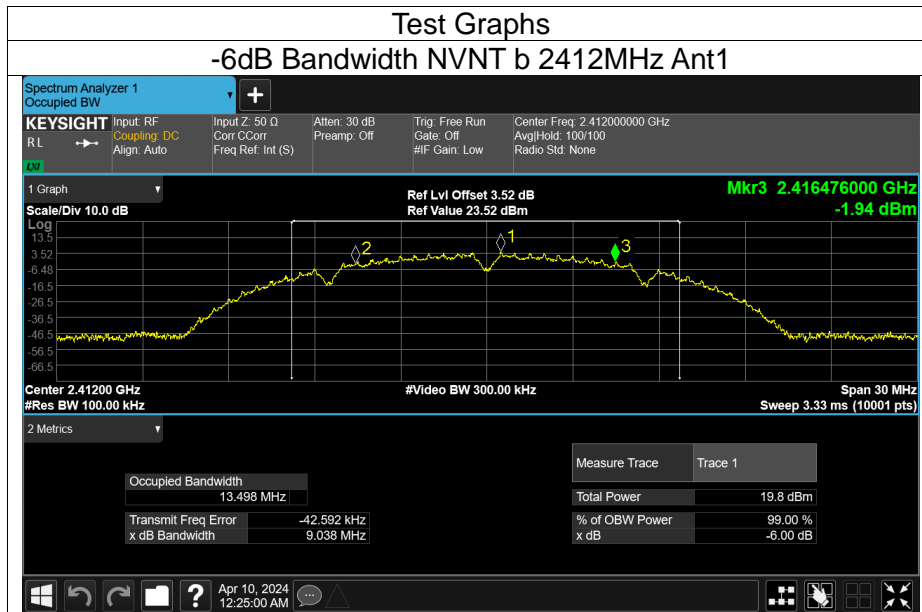 Test Graphs
-6dB Bandwidth NVNT b 2412MHz Ant1
Spectrum Analyzer 1
Occupied BW
+
KEYSIGHT
RL
LXI
Input: RF
Coupling: DC
Align: Auto
Input Z: 50 Ω
Corr CCorr
Freq Ref: Int (S)
Atten: 30 dB
Preamp: Off
Trig: Free Run
Gate: Off
#IF Gain: Low
Center Freq: 2.412000000 GHz
Avg|Hold: 100/100
Radio Std: None
1 Graph
Scale/Div 10.0 dB
Ref Lvl Offset 3.52 dB
Ref Value 23.52 dBm
Mkr3 2.416476000 GHz
-1.94 dBm
Log
13.5
3.52
-6.48
-16.5
-26.5
-36.5
-46.5
-56.5
-66.5
2
1
3
Center 2.41200 GHz
#Res BW 100.00 kHz
#Video BW 300.00 kHz
Span 30 MHz
Sweep 3.33 ms (10001 pts)
2 Metrics
Occupied Bandwidth
13.498 MHz
Transmit Freq Error -42.592 kHz
x dB Bandwidth 9.038 MHz
Measure Trace Trace 1
Total Power 19.8 dBm
% of OBW Power 99.00 %
x dB -6.00 dB
?
Apr 10, 2024
12:25:00 AM